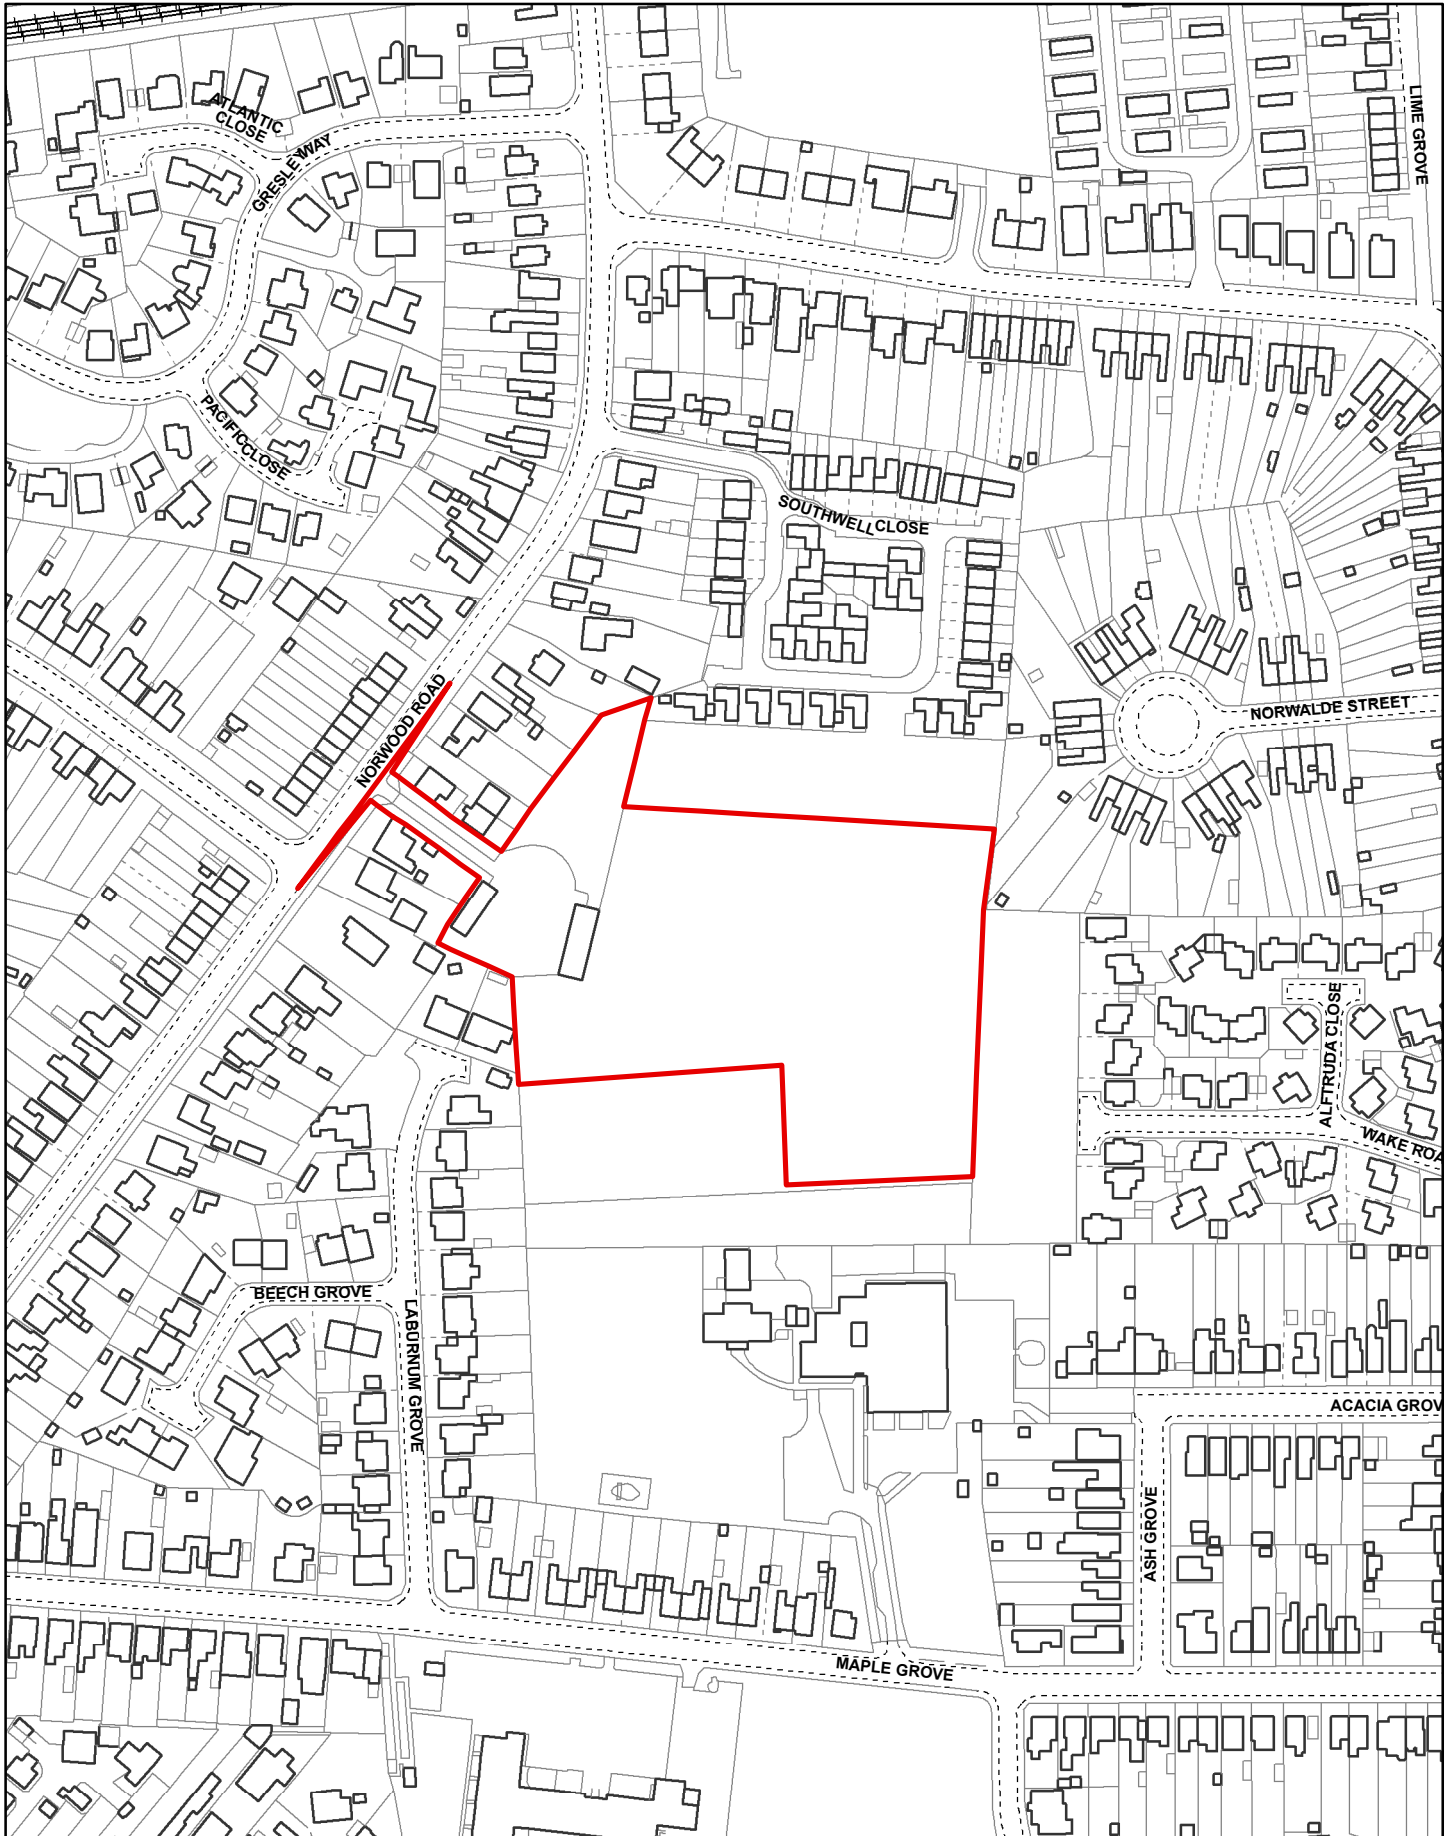 ATLANTIC
CLOSE
GRESLEY WAY
LIME GROVE
PACIFIC CLOSE
SOUTHWELL CLOSE
NORWOOD ROAD
NORWALDE STREET
ALFTRUDA CLOSE
WAKE ROA
BEECH GROVE
LABURNUM GROVE
ACACIA GROV
ASH GROVE
MAPLE GROVE